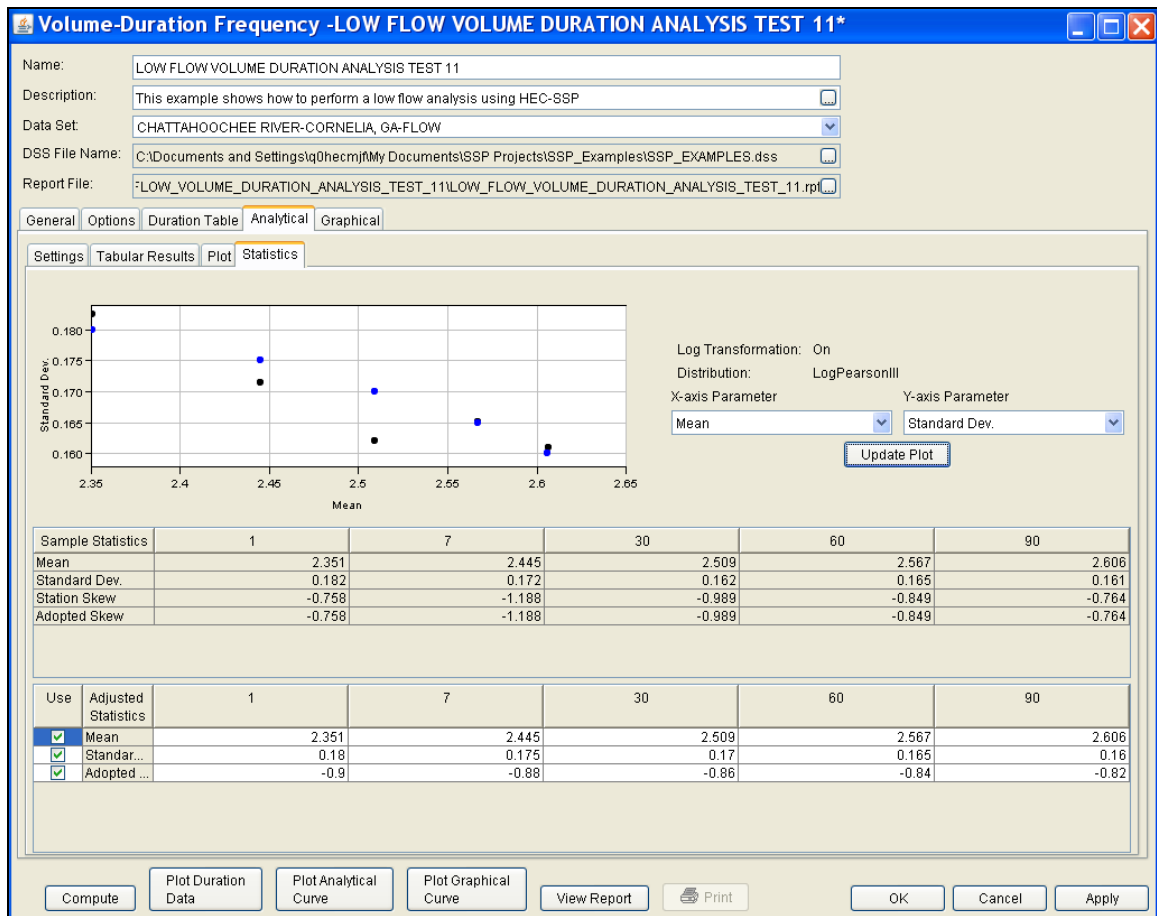 Volume-Duration Frequency -LOW FLOW VOLUME DURATION ANALYSIS TEST 11*
Name: LOW FLOW VOLUME DURATION ANALYSIS TEST 11
Description: This example shows how to perform a low flow analysis using HEC-SSP ...
Data Set: CHATTAHOOCHEE RIVER-CORNELIA, GA-FLOW
DSS File Name: C:\Documents and Settings\q0hecmjf\My Documents\SSP Projects\SSP_Examples\SSP_EXAMPLES.dss ...
Report File: FLOW_VOLUME_DURATION_ANALYSIS_TEST_11\LOW_FLOW_VOLUME_DURATION_ANALYSIS_TEST_11.rpt ...
General Options Duration Table Analytical Graphical
Settings Tabular Results Plot Statistics
Standard Dev.
0.180
0.175
0.170
0.165
0.160
2.35 2.4 2.45 2.5 2.55 2.6 2.65
Mean
Log Transformation: On
Distribution: LogPearsonIII
X-axis Parameter Y-axis Parameter
Mean Standard Dev.
Update Plot
Sample Statistics 1 7 30 60 90
Mean 2.351 2.445 2.509 2.567 2.606
Standard Dev. 0.182 0.172 0.162 0.165 0.161
Station Skew -0.758 -1.188 -0.989 -0.849 -0.764
Adopted Skew -0.758 -1.188 -0.989 -0.849 -0.764
Use Adjusted Statistics 1 7 30 60 90
Mean 2.351 2.445 2.509 2.567 2.606
Standar... 0.18 0.175 0.17 0.165 0.16
Adopted ... -0.9 -0.88 -0.86 -0.84 -0.82
Compute Plot Duration Data Plot Analytical Curve Plot Graphical Curve View Report Print OK Cancel Apply